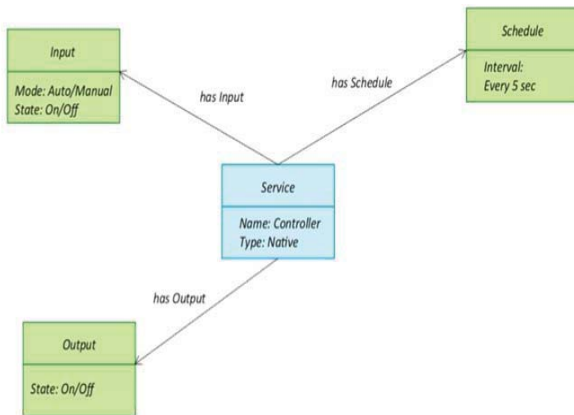 Schedule
Input
Interval:
Every 5 sec
Mode: Auto/Manual
State: On/Off
has Input
has Schedule
Service
Name: Controller
Type: Native
has Output
Output
State: On/Off